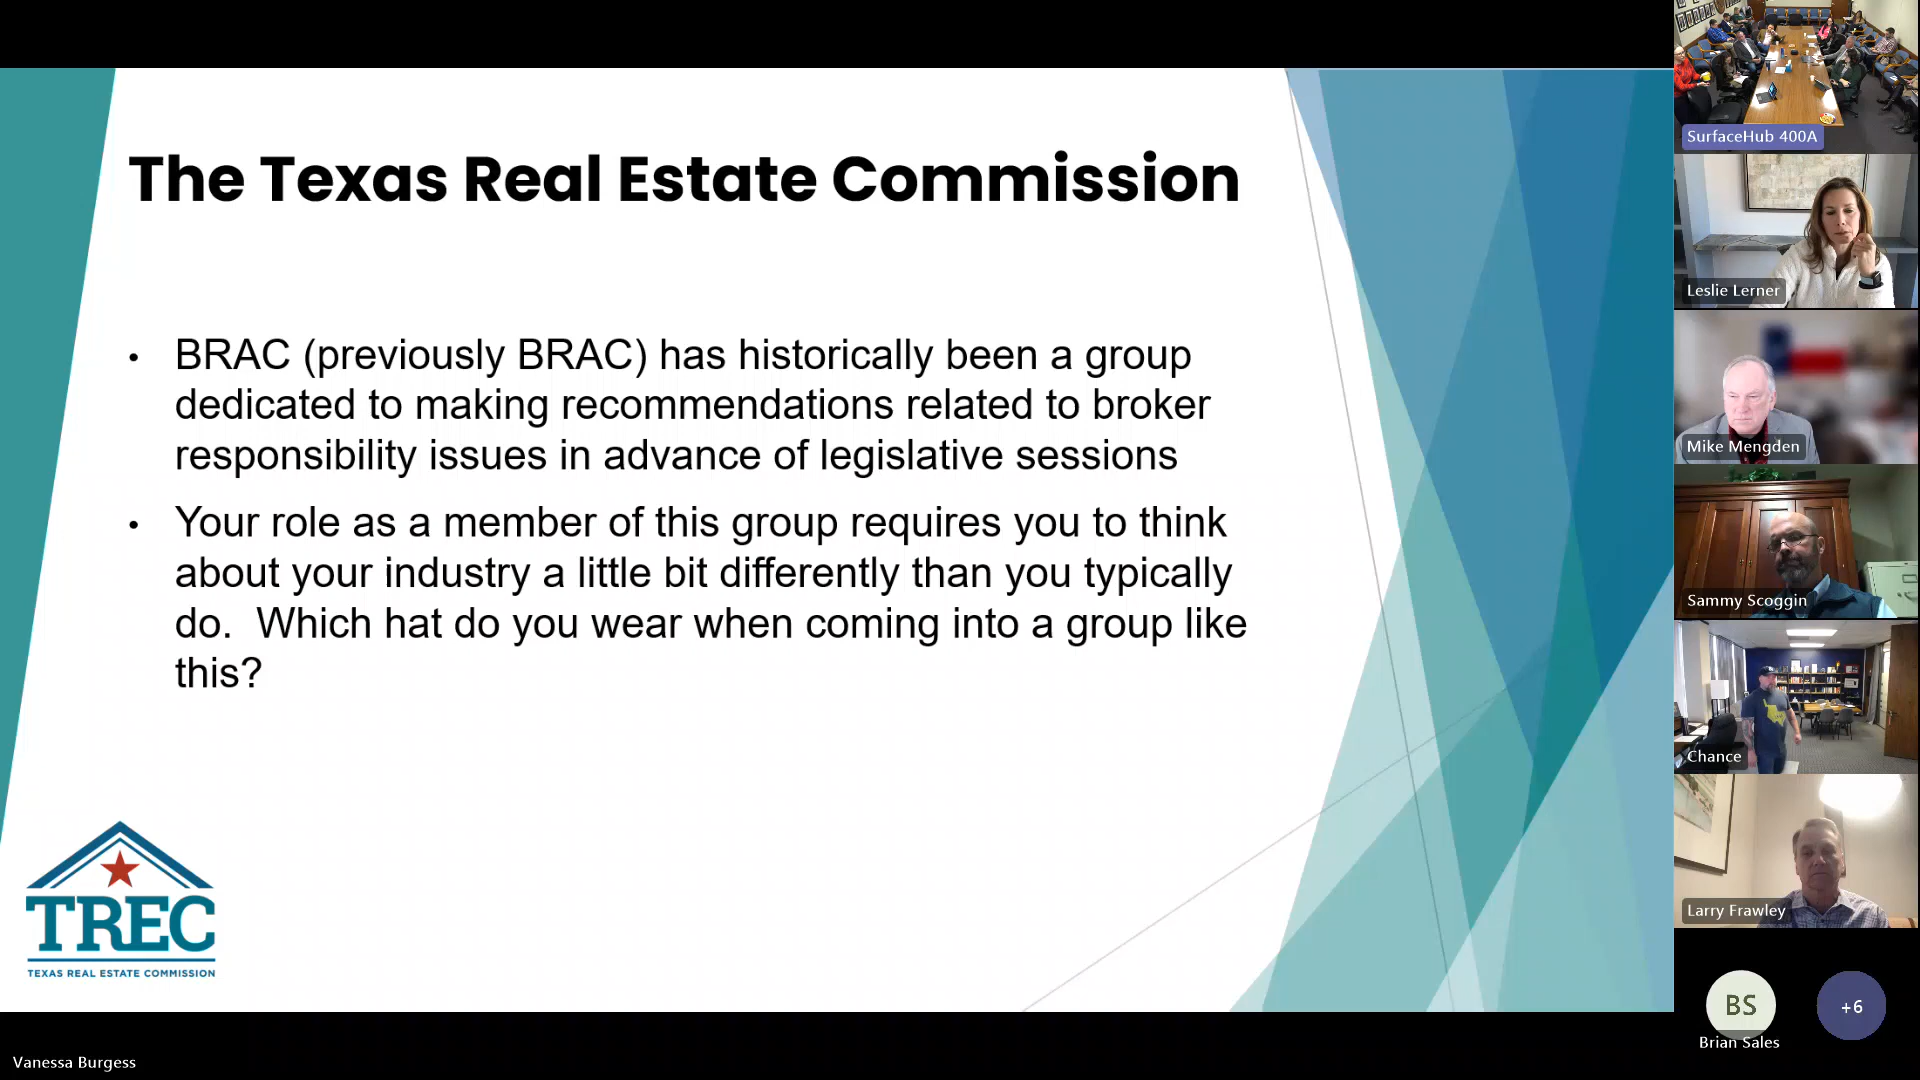 The Texas Real Estate Commission
• BRAC (previously BRAC) has historically been a group
dedicated to making recommendations related to broker
responsibility issues in advance of legislative sessions
• Your role as a member of this group requires you to think
about your industry a little bit differently than you typically
do.  Which hat do you wear when coming into a group like
this?
TREC
TEXAS REAL ESTATE COMMISSION
Vanessa Burgess
SurfaceHub 400A
Leslie Lerner
Mike Mengden
Sammy Scoggin
Chance
Larry Frawley
BS
Brian Sales
+6